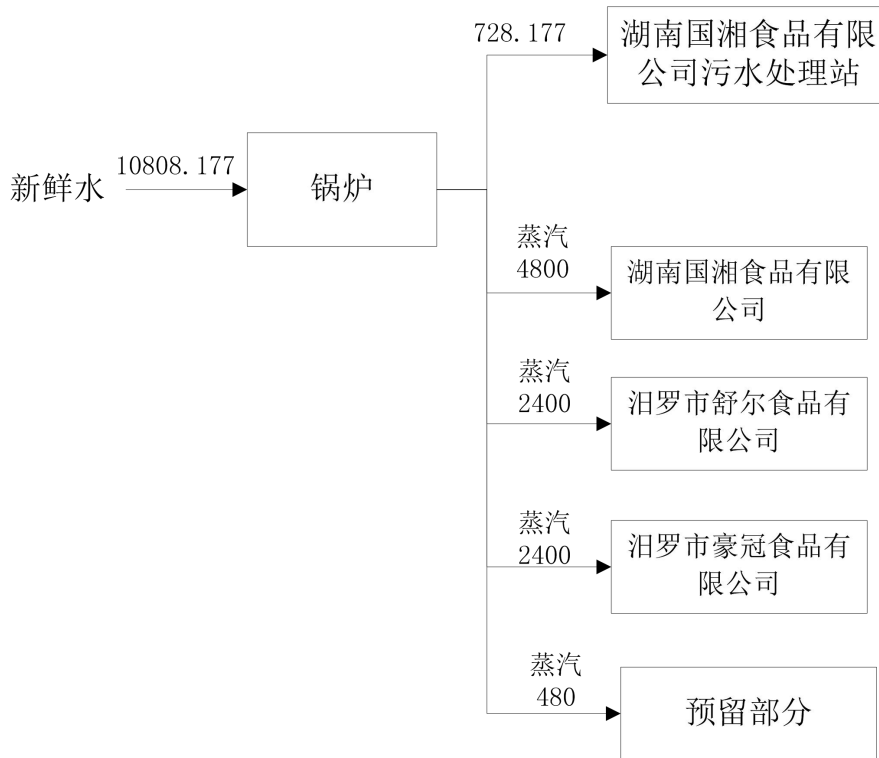 728.177
湖南国湘食品有限
公司污水处理站
新鲜水
10808.177
锅炉
蒸汽
4800
湖南国湘食品有限
公司
蒸汽
2400
汨罗市舒尔食品有
限公司
蒸汽
2400
汨罗市豪冠食品有
限公司
蒸汽
480
预留部分